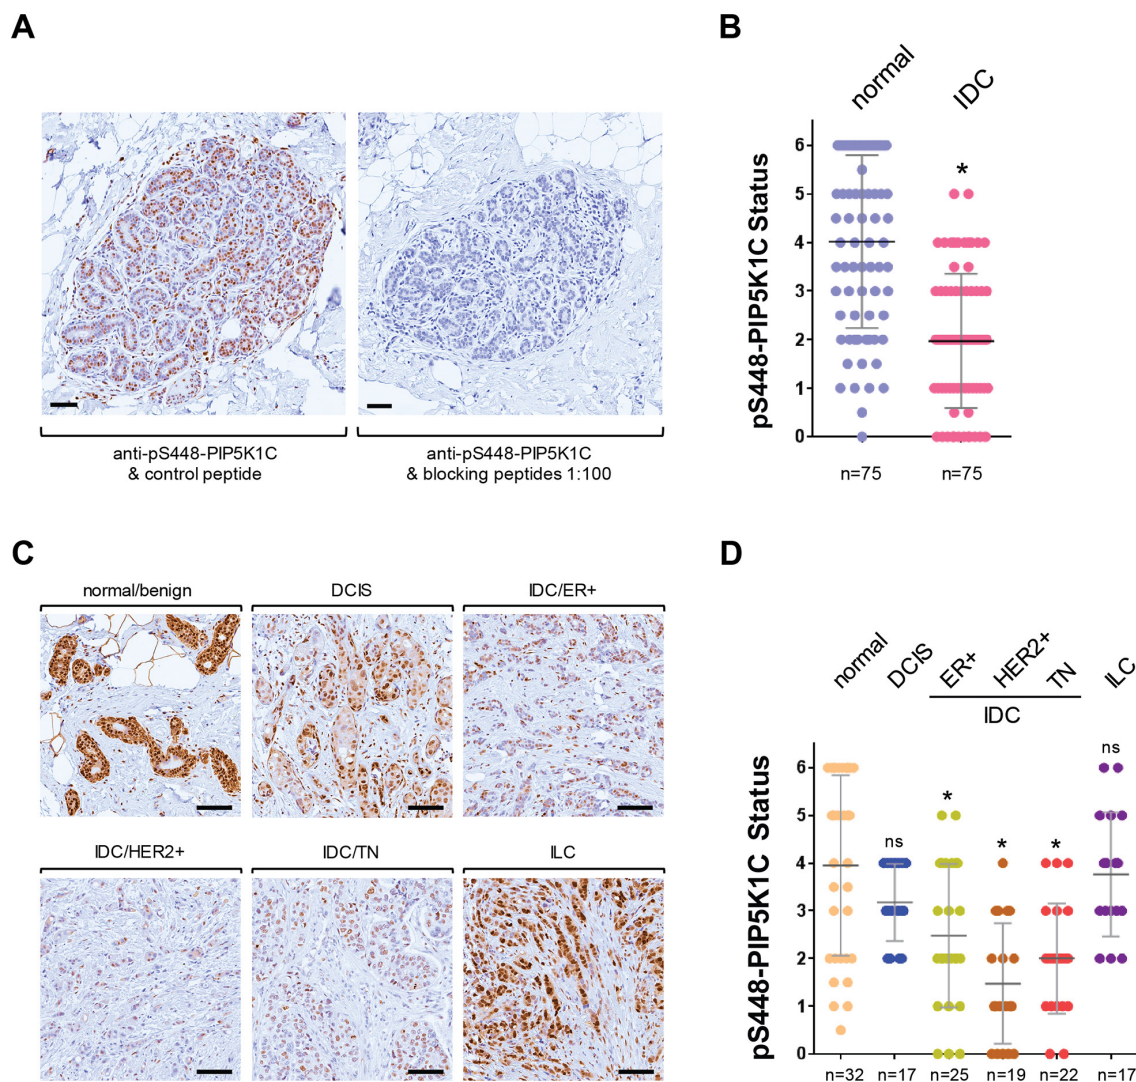 A
anti-pS448-PIP5K1C
& control peptide
anti-pS448-PIP5K1C
& blocking peptides 1:100
B
normal
IDC
pS448-PIP5K1C Status
6
5
4
3
2
1
0
*
n=75
n=75
C
normal/benign
DCIS
IDC/ER+
IDC/HER2+
IDC/TN
ILC
D
normal
DCIS
ER+
HER2+
TN
ILC
IDC
pS448-PIP5K1C Status
6
5
4
3
2
1
0
ns
*
*
*
ns
n=32
n=17
n=25
n=19
n=22
n=17